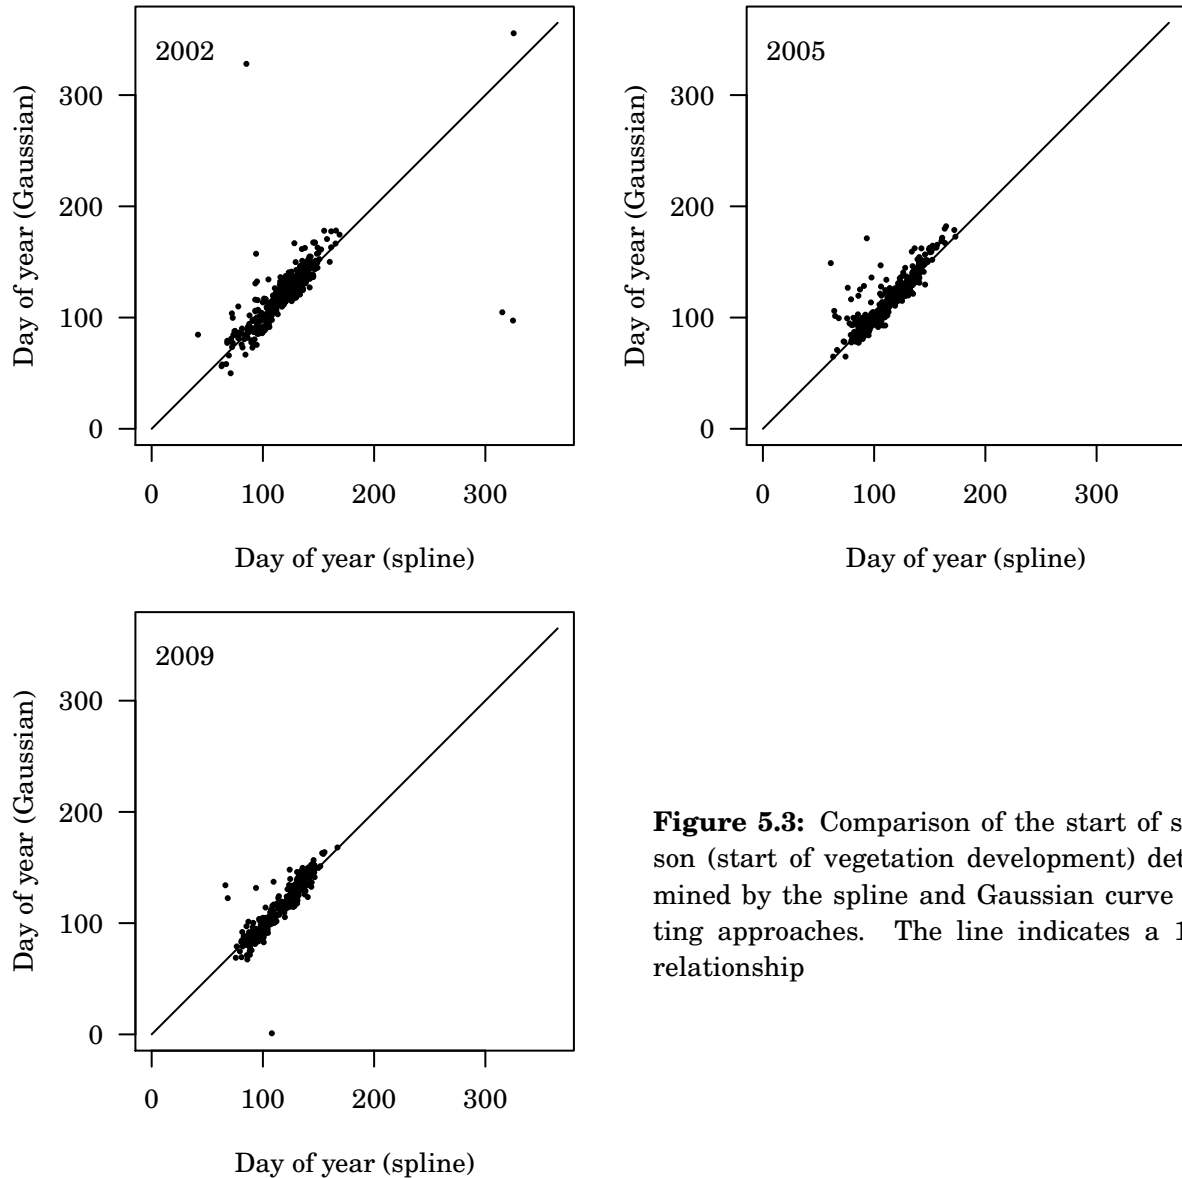 2002
Day of year (Gaussian)
300
200
100
0
0 100 200 300
Day of year (spline)
2005
Day of year (Gaussian)
300
200
100
0
0 100 200 300
Day of year (spline)
2009
Day of year (Gaussian)
300
200
100
0
0 100 200 300
Day of year (spline)
Figure 5.3: Comparison of the start of s
son (start of vegetation development) det
mined by the spline and Gaussian curve
ting approaches. The line indicates a 1
relationship